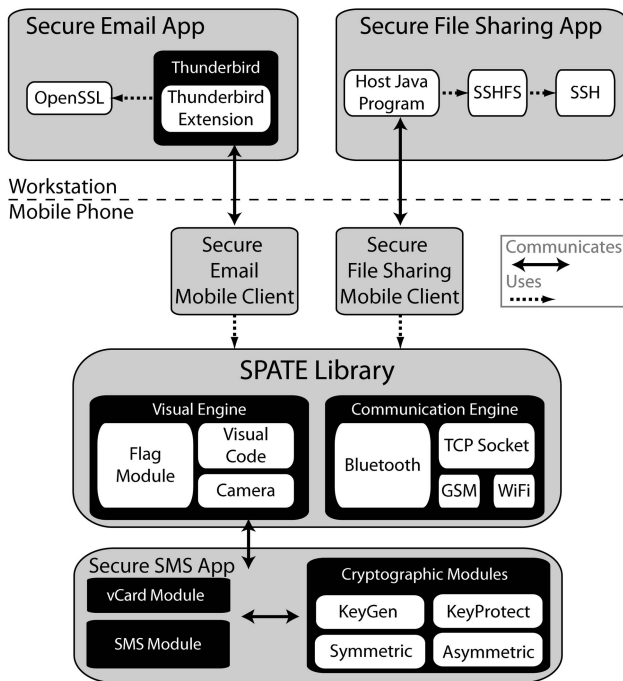 Secure Email App
Thunderbird
OpenSSL
Thunderbird
Extension
Secure File Sharing App
Host Java
Program
SSHFS
SSH
Workstation
Mobile Phone
Secure
Email
Mobile Client
Secure
File Sharing
Mobile Client
Communicates
Uses
SPATE Library
Visual Engine
Flag
Module
Visual
Code
Camera
Communication Engine
Bluetooth
TCP Socket
GSM
WiFi
Secure SMS App
vCard Module
SMS Module
Cryptographic Modules
KeyGen
KeyProtect
Symmetric
Asymmetric